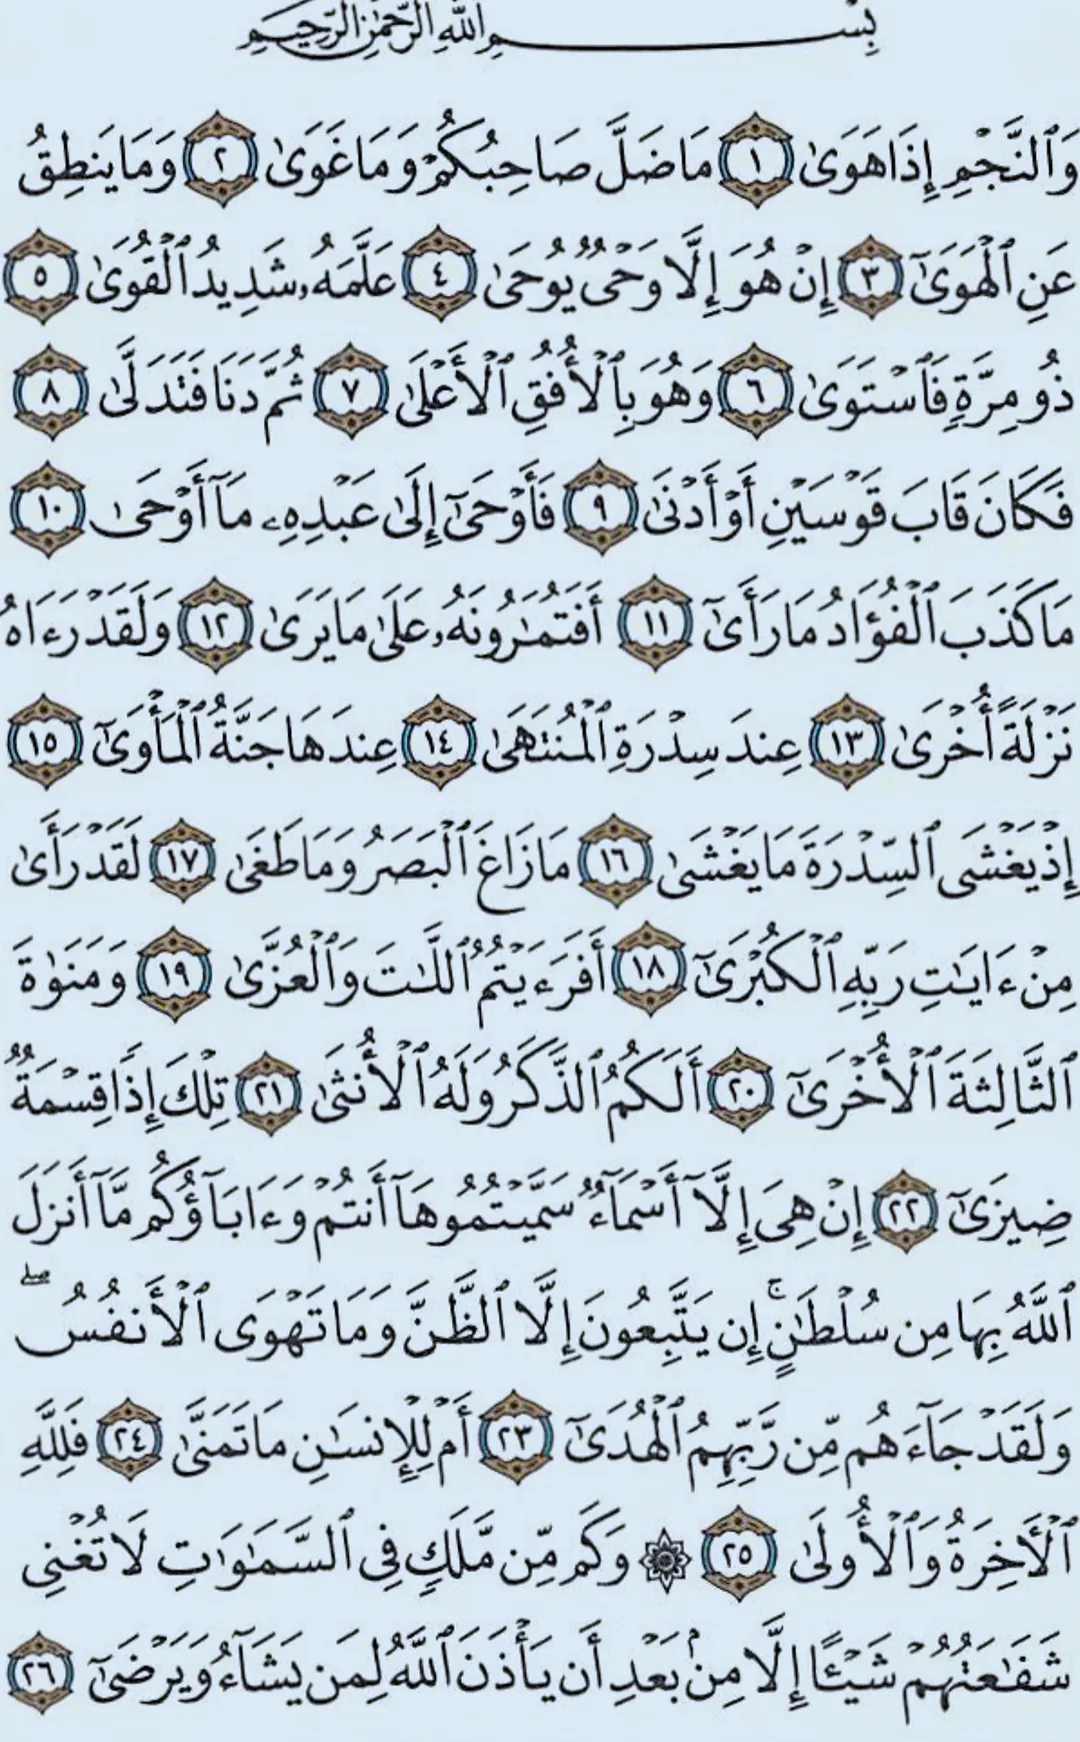 بِسْمِ اللَّهِ الرَّحْمَٰنِ الرَّحِيمِ
وَٱلنَّجْمِ إِذَا هَوَىٰ ١ مَا ضَلَّ صَاحِبُكُمْ وَمَا غَوَىٰ ٢ وَمَا يَنطِقُ
عَنِ ٱلْهَوَىٰٓ ٣ إِنْ هُوَ إِلَّا وَحْىٌ يُوحَىٰ ٤ عَلَّمَهُۥ شَدِيدُ ٱلْقُوَىٰ ٥
ذُو مِرَّةٍ فَٱسْتَوَىٰ ٦ وَهُوَ بِٱلْأُفُقِ ٱلْأَعْلَىٰ ٧ ثُمَّ دَنَا فَتَدَلَّىٰ ٨
فَكَانَ قَابَ قَوْسَيْنِ أَوْ أَدْنَىٰ ٩ فَأَوْحَىٰٓ إِلَىٰ عَبْدِهِۦ مَآ أَوْحَىٰ ١٠
مَا كَذَبَ ٱلْفُؤَادُ مَا رَأَىٰٓ ١١ أَفَتُمَٰرُونَهُۥ عَلَىٰ مَا يَرَىٰ ١٢ وَلَقَدْ رَءَاهُ
نَزْلَةً أُخْرَىٰ ١٣ عِندَ سِدْرَةِ ٱلْمُنتَهَىٰ ١٤ عِندَهَا جَنَّةُ ٱلْمَأْوَىٰٓ ١٥
إِذْ يَغْشَى ٱلسِّدْرَةَ مَا يَغْشَىٰ ١٦ مَا زَاغَ ٱلْبَصَرُ وَمَا طَغَىٰ ١٧ لَقَدْ رَأَىٰ
مِنْ ءَايَٰتِ رَبِّهِ ٱلْكُبْرَىٰٓ ١٨ أَفَرَءَيْتُمُ ٱللَّٰتَ وَٱلْعُزَّىٰ ١٩ وَمَنَوٰةَ
ٱلثَّالِثَةَ ٱلْأُخْرَىٰٓ ٢٠ أَلَكُمُ ٱلذَّكَرُ وَلَهُ ٱلْأُنثَىٰ ٢١ تِلْكَ إِذًا قِسْمَةٌ
ضِيزَىٰٓ ٢٢ إِنْ هِىَ إِلَّآ أَسْمَآءٌ سَمَّيْتُمُوهَآ أَنتُمْ وَءَابَآؤُكُم مَّآ أَنزَلَ
ٱللَّهُ بِهَا مِن سُلْطَٰنٍ ۚ إِن يَتَّبِعُونَ إِلَّا ٱلظَّنَّ وَمَا تَهْوَى ٱلْأَنفُسُ ۖ
وَلَقَدْ جَآءَهُم مِّن رَّبِّهِمُ ٱلْهُدَىٰٓ ٢٣ أَمْ لِلْإِنسَٰنِ مَا تَمَنَّىٰ ٢٤ فَلِلَّهِ
ٱلْءَاخِرَةُ وَٱلْأُولَىٰ ٢٥ ۞ وَكَم مِّن مَّلَكٍ فِى ٱلسَّمَٰوَٰتِ لَا تُغْنِى
شَفَٰعَتُهُمْ شَيْـًٔا إِلَّا مِنۢ بَعْدِ أَن يَأْذَنَ ٱللَّهُ لِمَن يَشَآءُ وَيَرْضَىٰٓ ٢٦